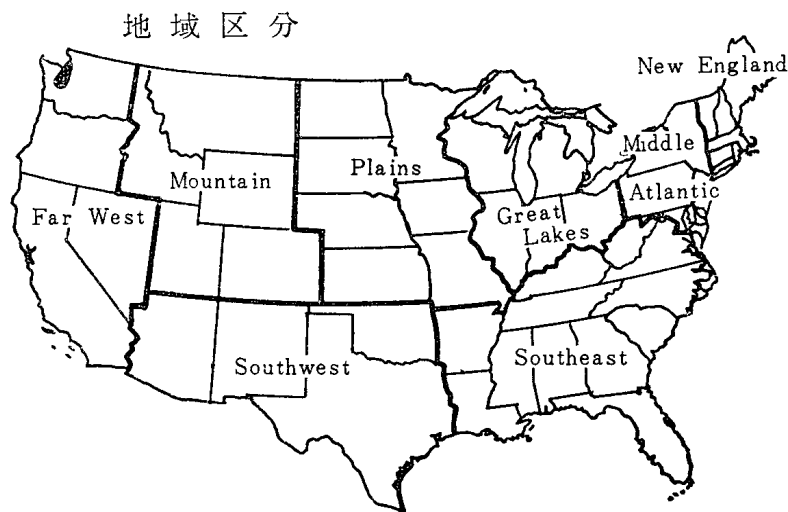 地域区分
New England
Middle
Atlantic
Plains
Mountain
Great
Lakes
Far West
Southwest
Southeast